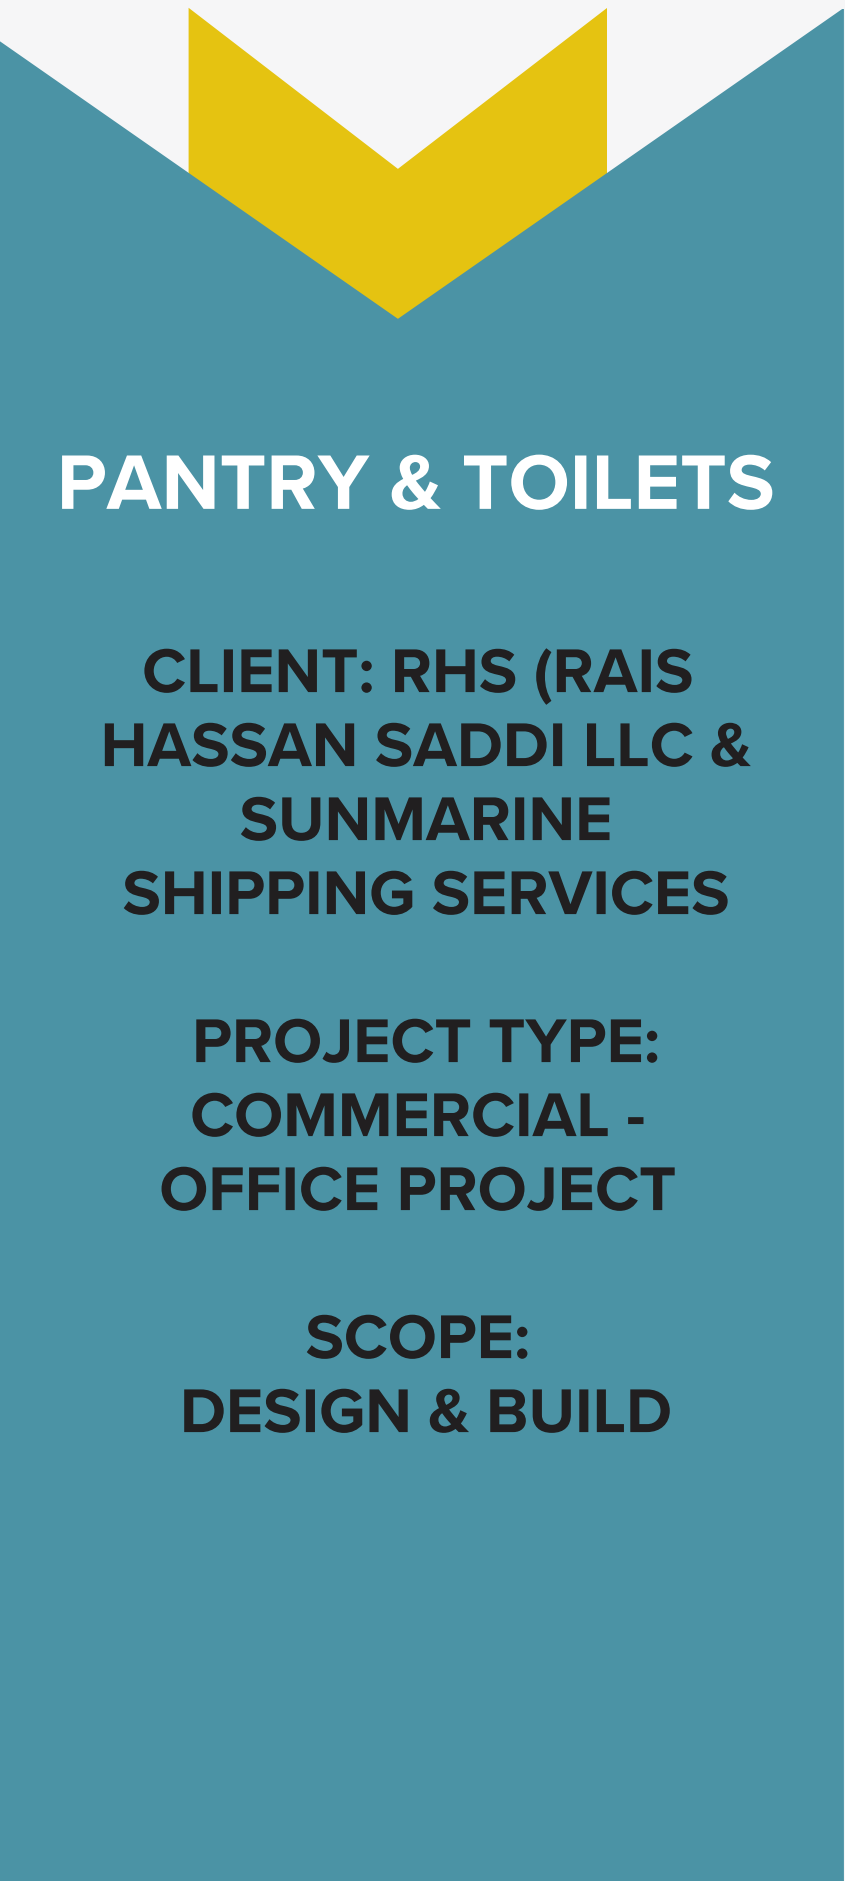 PANTRY & TOILETS
CLIENT: RHS (RAIS
HASSAN SADDI LLC &
SUNMARINE
SHIPPING SERVICES
PROJECT TYPE:
COMMERCIAL -
OFFICE PROJECT
SCOPE:
DESIGN & BUILD